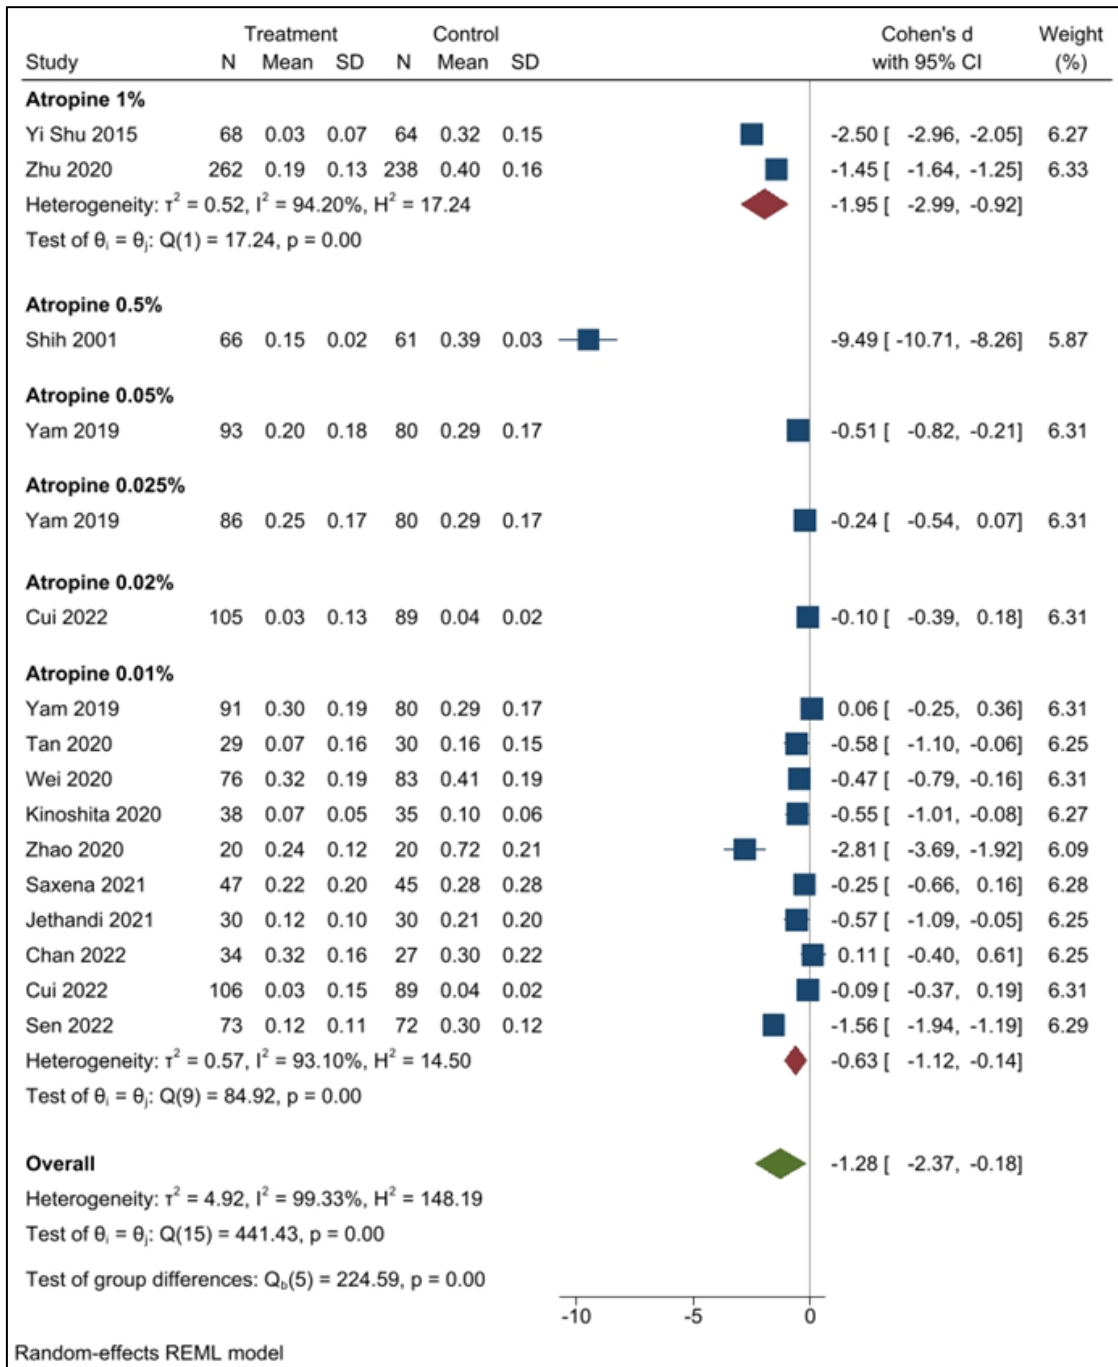 Treatment Control Cohen's d Weight
Study N Mean SD N Mean SD with 95% CI (%)
Atropine 1%
Yi Shu 2015 68 0.03 0.07 64 0.32 0.15 -2.50 [ -2.96, -2.05] 6.27
Zhu 2020 262 0.19 0.13 238 0.40 0.16 -1.45 [ -1.64, -1.25] 6.33
Heterogeneity: τ² = 0.52, I² = 94.20%, H² = 17.24 -1.95 [ -2.99, -0.92]
Test of θᵢ = θⱼ: Q(1) = 17.24, p = 0.00
Atropine 0.5%
Shih 2001 66 0.15 0.02 61 0.39 0.03 -9.49 [ -10.71, -8.26] 5.87
Atropine 0.05%
Yam 2019 93 0.20 0.18 80 0.29 0.17 -0.51 [ -0.82, -0.21] 6.31
Atropine 0.025%
Yam 2019 86 0.25 0.17 80 0.29 0.17 -0.24 [ -0.54, 0.07] 6.31
Atropine 0.02%
Cui 2022 105 0.03 0.13 89 0.04 0.02 -0.10 [ -0.39, 0.18] 6.31
Atropine 0.01%
Yam 2019 91 0.30 0.19 80 0.29 0.17 0.06 [ -0.25, 0.36] 6.31
Tan 2020 29 0.07 0.16 30 0.16 0.15 -0.58 [ -1.10, -0.06] 6.25
Wei 2020 76 0.32 0.19 83 0.41 0.19 -0.47 [ -0.79, -0.16] 6.31
Kinoshita 2020 38 0.07 0.05 35 0.10 0.06 -0.55 [ -1.01, -0.08] 6.27
Zhao 2020 20 0.24 0.12 20 0.72 0.21 -2.81 [ -3.69, -1.92] 6.09
Saxena 2021 47 0.22 0.20 45 0.28 0.28 -0.25 [ -0.66, 0.16] 6.28
Jethandi 2021 30 0.12 0.10 30 0.21 0.20 -0.57 [ -1.09, -0.05] 6.25
Chan 2022 34 0.32 0.16 27 0.30 0.22 0.11 [ -0.40, 0.61] 6.25
Cui 2022 106 0.03 0.15 89 0.04 0.02 -0.09 [ -0.37, 0.19] 6.31
Sen 2022 73 0.12 0.11 72 0.30 0.12 -1.56 [ -1.94, -1.19] 6.29
Heterogeneity: τ² = 0.57, I² = 93.10%, H² = 14.50 -0.63 [ -1.12, -0.14]
Test of θᵢ = θⱼ: Q(9) = 84.92, p = 0.00
Overall -1.28 [ -2.37, -0.18]
Heterogeneity: τ² = 4.92, I² = 99.33%, H² = 148.19
Test of θᵢ = θⱼ: Q(15) = 441.43, p = 0.00
Test of group differences: Q_b(5) = 224.59, p = 0.00
-10 -5 0
Random-effects REML model